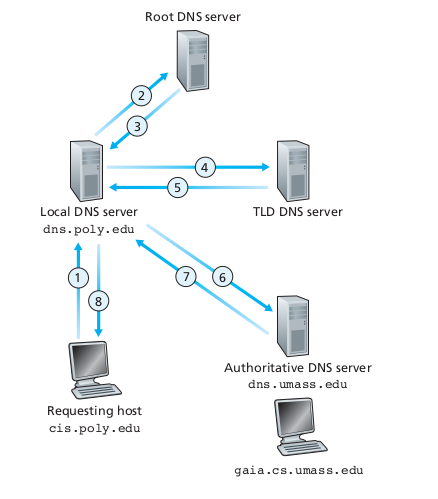 Root DNS server
2
3
4
5
Local DNS server
dns.poly.edu
TLD DNS server
1
8
7
6
Authoritative DNS server
dns.umass.edu
Requesting host
cis.poly.edu
gaia.cs.umass.edu